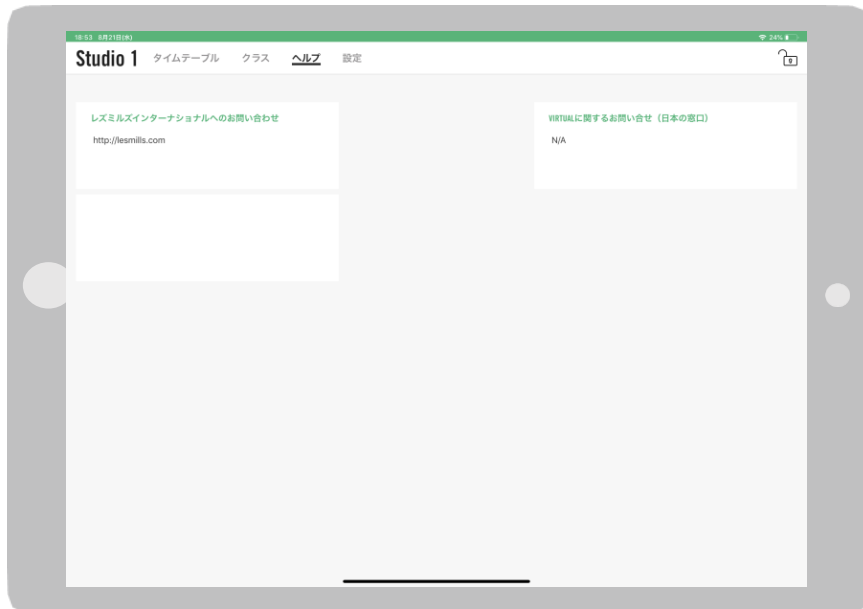 18:53 8月21日(水)
24%
Studio 1 タイムテーブル クラス ヘルプ 設定
レズミルズインターナショナルへのお問い合わせ
http://lesmills.com
VIRTUALに関するお問い合せ（日本の窓口）
N/A